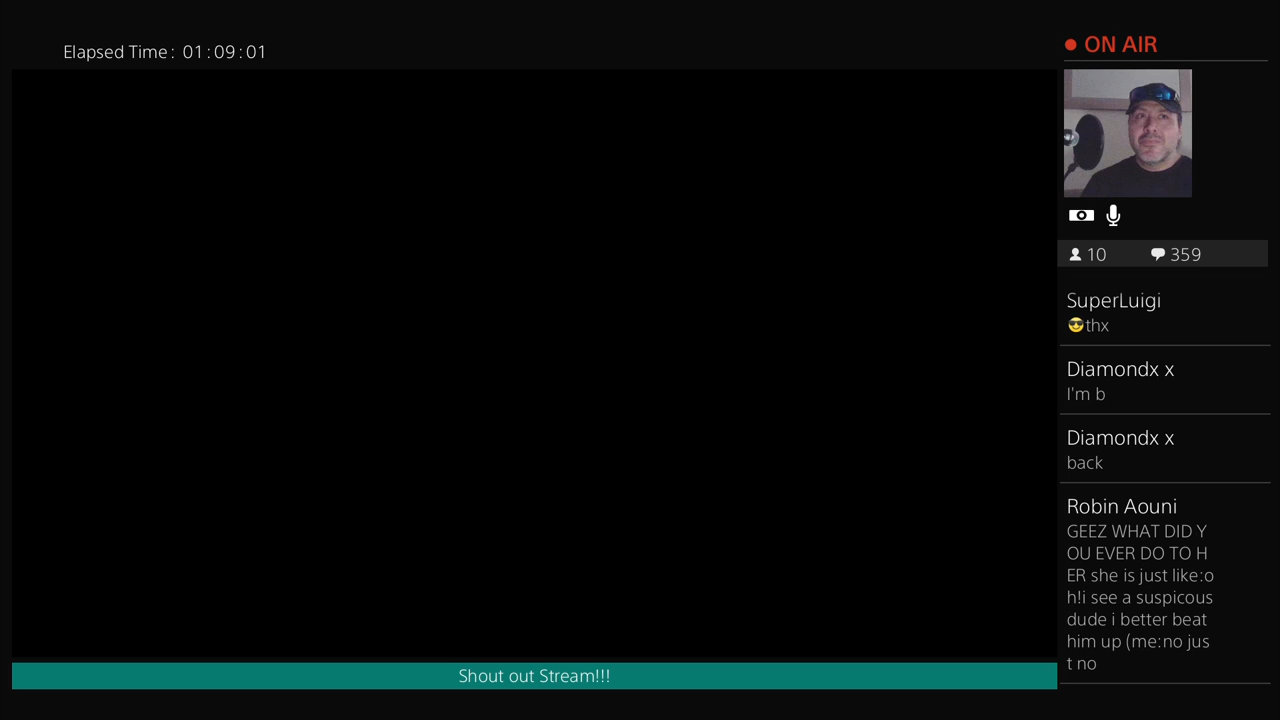 Elapsed Time: 01:09:01
ON AIR
10 359
SuperLuigi
😎thx
Diamondx x
I'm b
Diamondx x
back
Robin Aouni
GEEZ WHAT DID Y
OU EVER DO TO H
ER she is just like:o
h!i see a suspicous
dude i better beat
him up (me:no jus
t no
Shout out Stream!!!